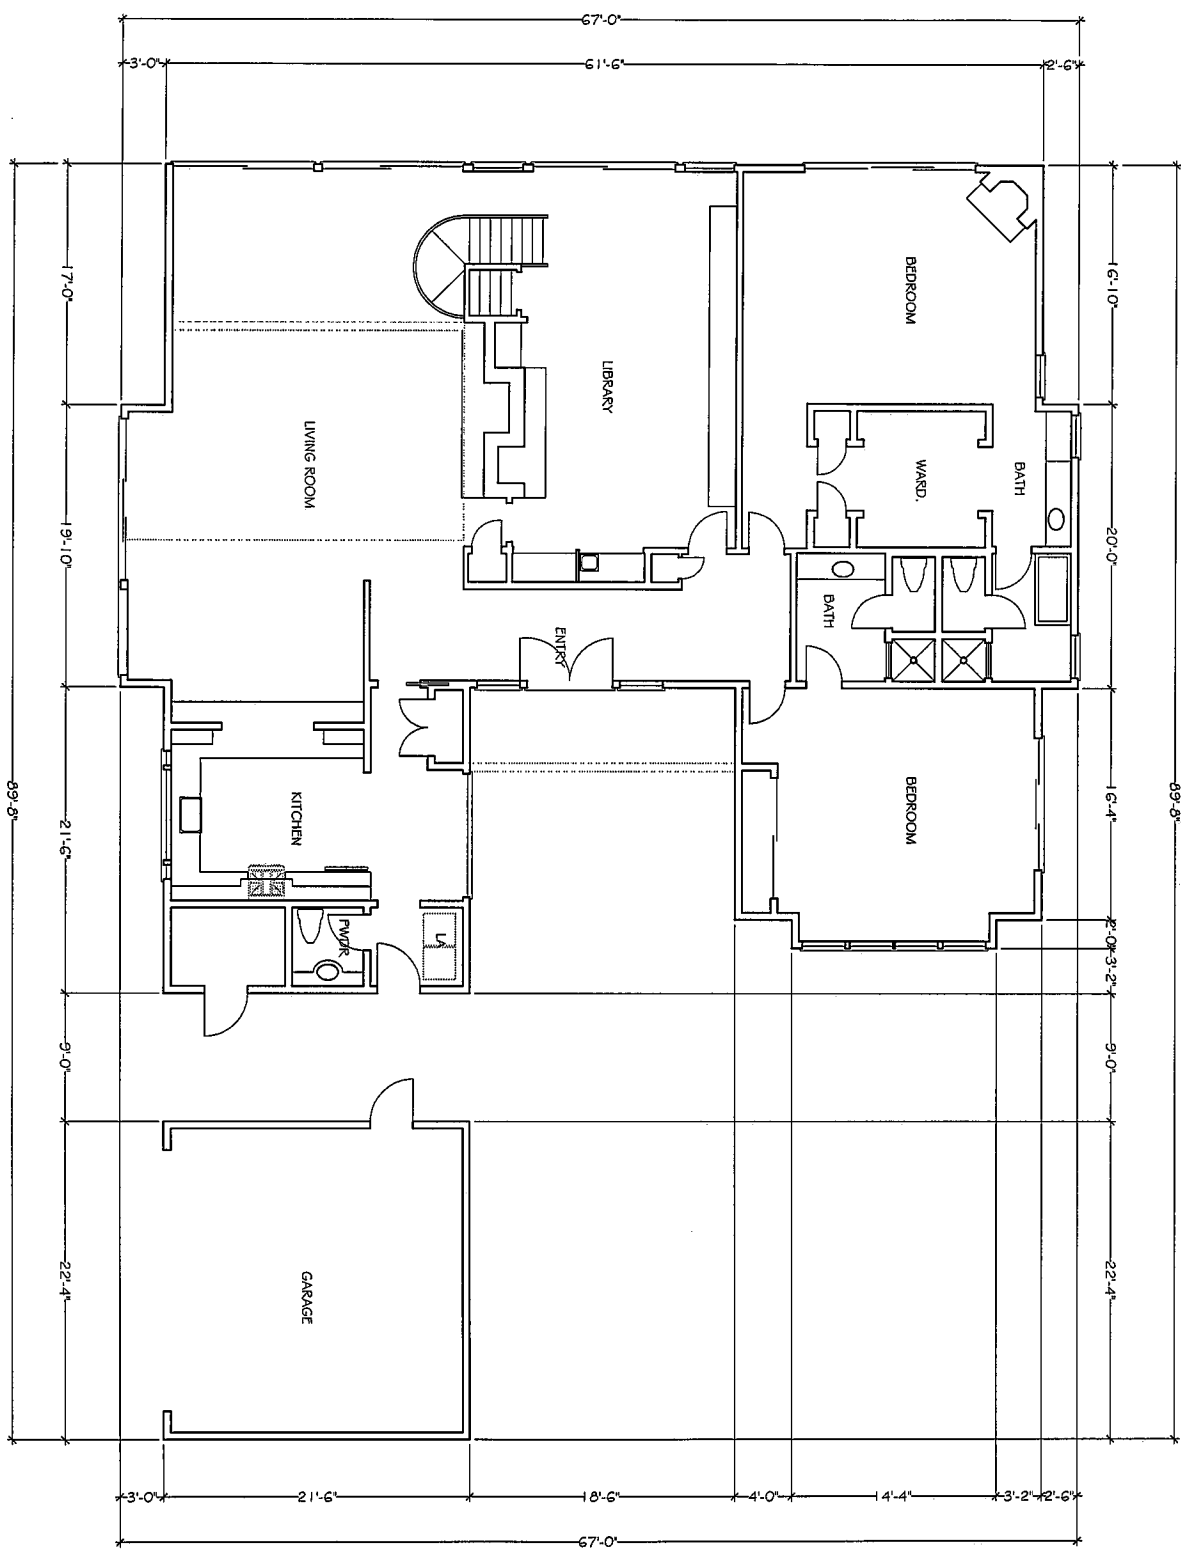 67'-0"
3'-0"
61'-6"
2'-6"
17'-0"
16'-10"
BEDROOM
LIBRARY
LIVING ROOM
WARD.
BATH
19'-10"
20'-0"
BATH
ENTRY
89'-8"
89'-8"
21'-6"
KITCHEN
BEDROOM
16'-4"
PWDR
LA
2'-0"
3'-2"
9'-0"
9'-0"
22'-4"
GARAGE
22'-4"
3'-0"
21'-6"
18'-6"
4'-0"
14'-4"
3'-2"
2'-6"
67'-0"